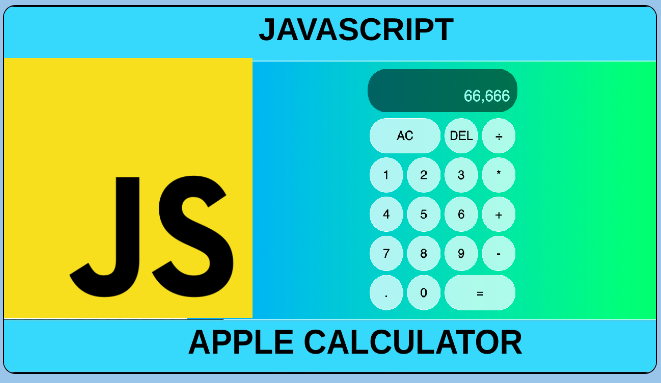 JAVASCRIPT
JS
66,666
AC DEL ÷
1 2 3 *
4 5 6 +
7 8 9 -
. 0 =
APPLE CALCULATOR